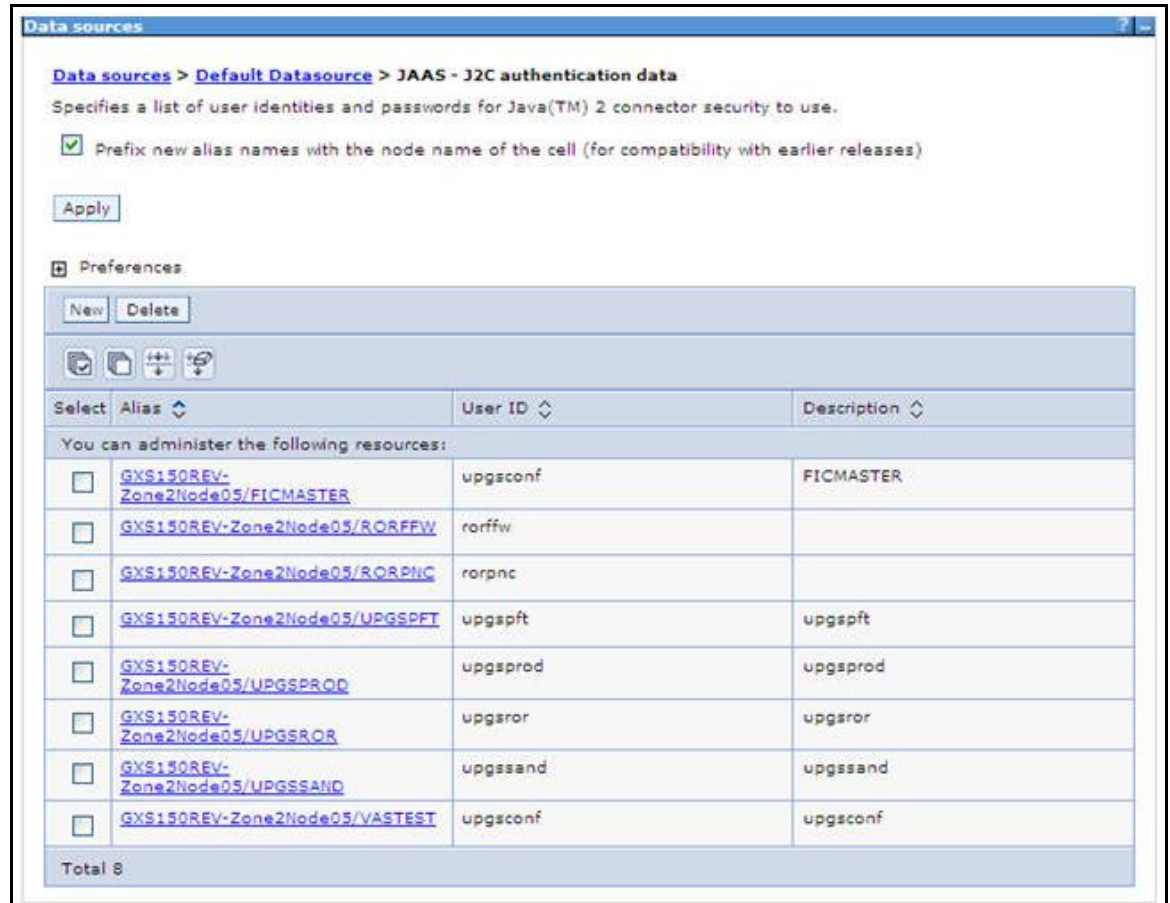 Data sources ? -
Data sources > Default Datasource > JAAS - J2C authentication data
Specifies a list of user identities and passwords for Java(TM) 2 connector security to use.
Prefix new alias names with the node name of the cell (for compatibility with earlier releases)
Apply
Preferences
New Delete
Select Alias User ID Description
You can administer the following resources:
GXS150REV-
Zone2Node05/FICMASTER upgsconf FICMASTER
GXS150REV-Zone2Node05/RORFFW rorffw
GXS150REV-Zone2Node05/RORPNC rorpnc
GXS150REV-Zone2Node05/UPGSPFT upgspft upgspft
GXS150REV-
Zone2Node05/UPGSPROD upgsprod upgsprod
GXS150REV-
Zone2Node05/UPGSROR upgsror upgsror
GXS150REV-
Zone2Node05/UPGSSAND upgssand upgssand
GXS150REV-Zone2Node05/VASTEST upgsconf upgsconf
Total 8